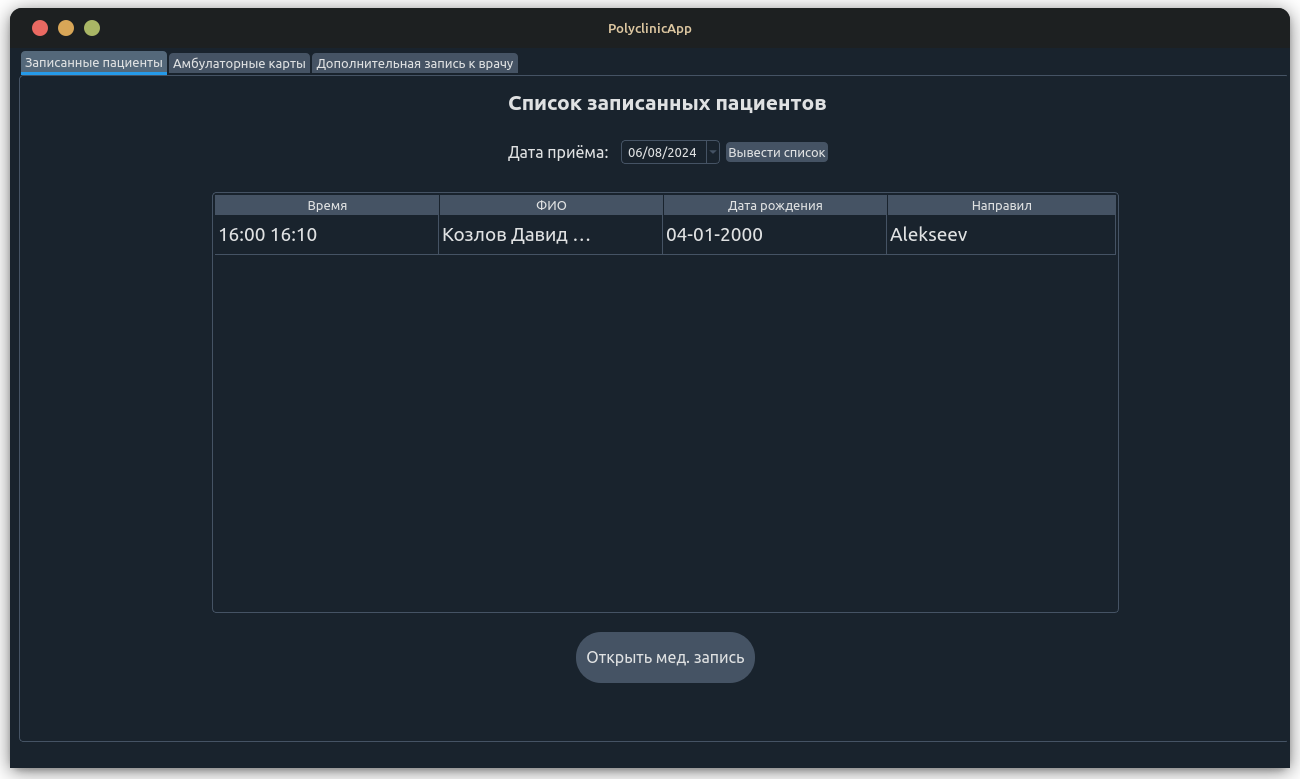 PolyclinicApp
Записанные пациенты Амбулаторные карты Дополнительная запись к врачу
Список записанных пациентов
Дата приёма: 06/08/2024 Вывести список
Время ФИО Дата рождения Направил
16:00 16:10 Козлов Давид … 04-01-2000 Alekseev
Открыть мед. запись